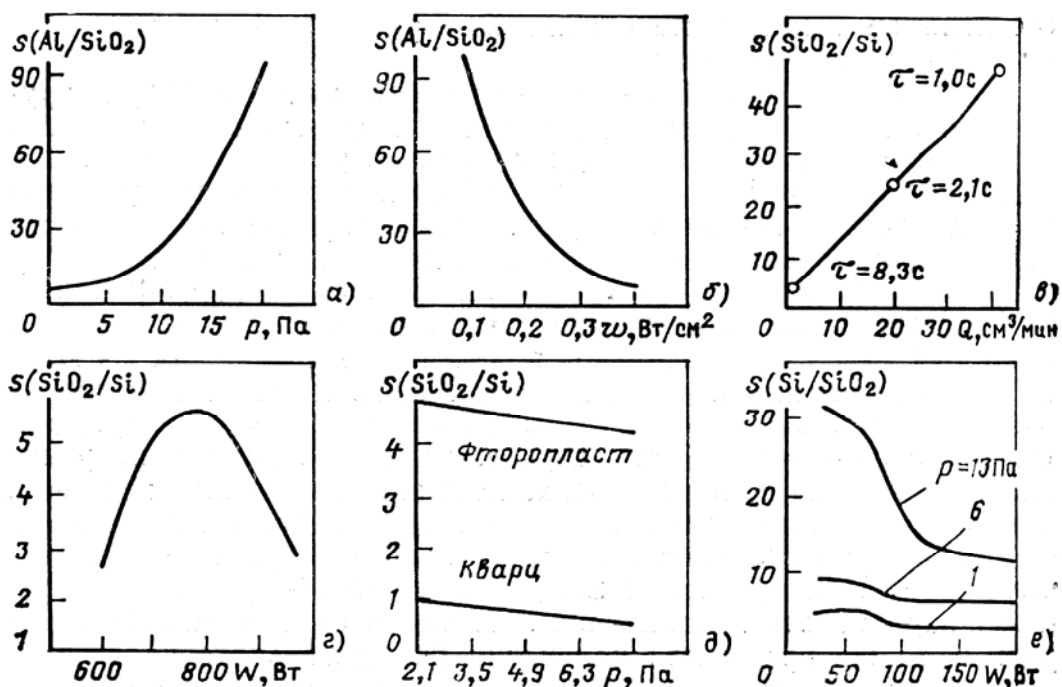 s(Al/SiO₂)
90
60
30
0
5
10
15
p, Па
а)
s(Al/SiO₂)
90
60
30
0
0,1
0,2
0,3
w, Вт/см²
б)
s(SiO₂/Si)
40
30
20
10
0
10
20
30
Q, см³/мин
τ=1,0с
τ=2,1с
τ=8,3с
в)
s(SiO₂/Si)
5
4
3
2
1
600
800
W, Вт
г)
s(SiO₂/Si)
4
3
2
1
0
2,1
3,5
4,9
6,3
p, Па
Фторопласт
Кварц
д)
s(Si/SiO₂)
30
20
10
0
50
100
150
W, Вт
p=13Па
6
1
е)